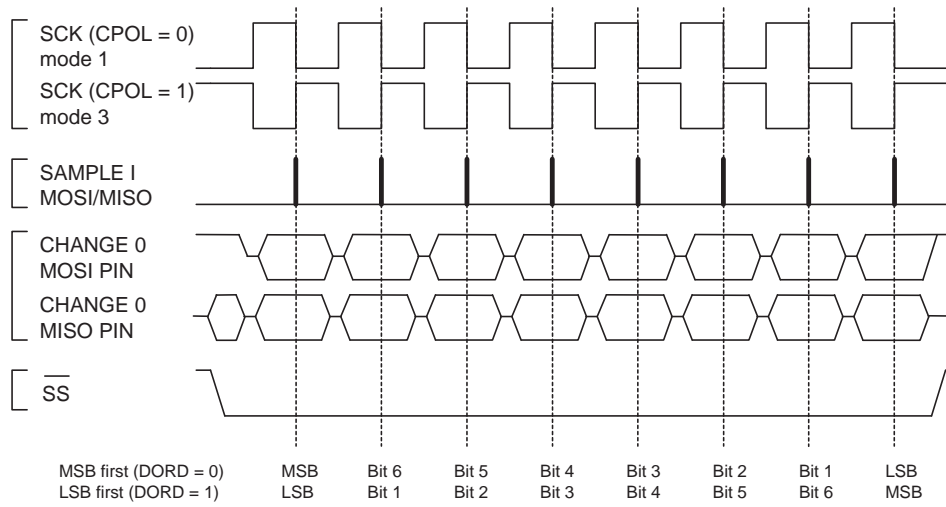 SCK (CPOL = 0)
mode 1
SCK (CPOL = 1)
mode 3
SAMPLE I
MOSI/MISO
CHANGE 0
MOSI PIN
CHANGE 0
MISO PIN
SS
MSB first (DORD = 0) MSB Bit 6 Bit 5 Bit 4 Bit 3 Bit 2 Bit 1 LSB
LSB first (DORD = 1) LSB Bit 1 Bit 2 Bit 3 Bit 4 Bit 5 Bit 6 MSB